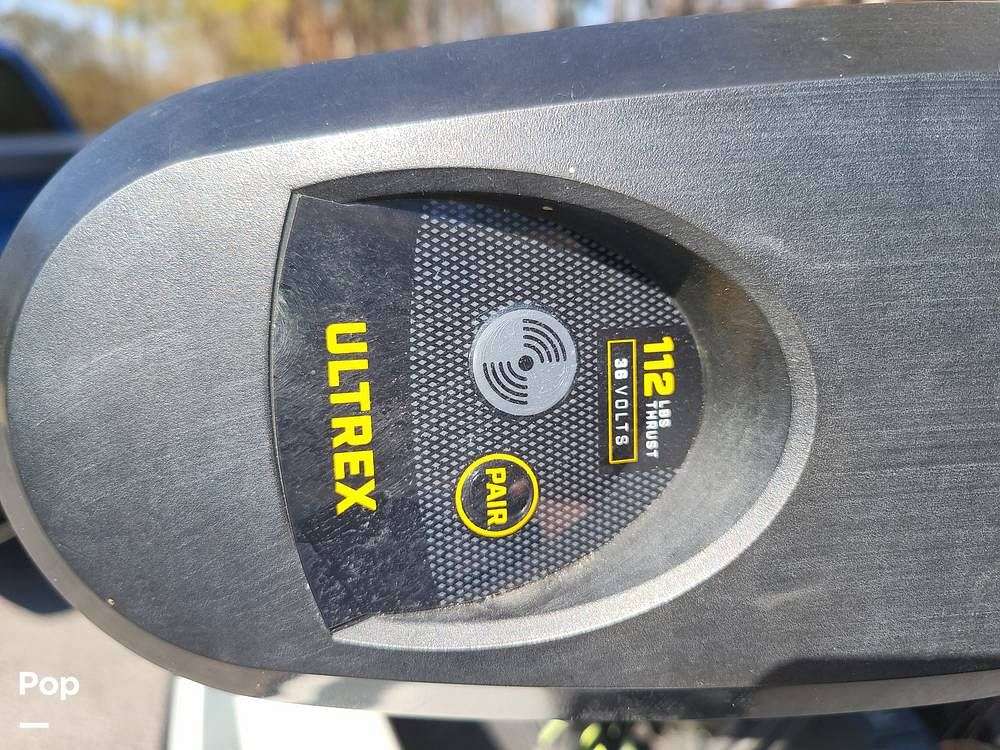 112 LBS
THRUST
36 VOLTS
PAIR
ULTREX
Pop